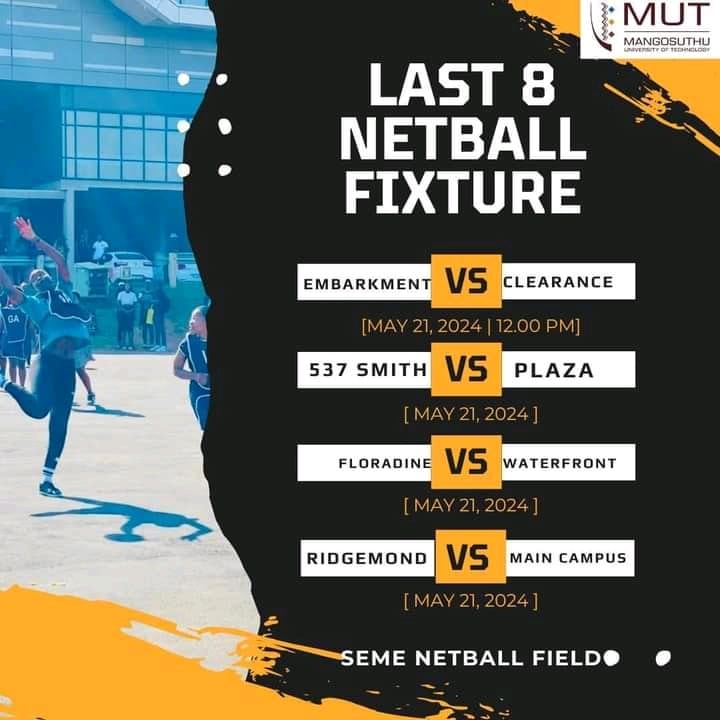 MUT
MANGOSUTHU
UNIVERSITY OF TECHNOLOGY
LAST 8
NETBALL
FIXTURE
EMBARKMENT VS CLEARANCE
[MAY 21, 2024 | 12.00 PM]
537 SMITH VS PLAZA
[ MAY 21, 2024 ]
FLORADINE VS WATERFRONT
[ MAY 21, 2024 ]
RIDGEMOND VS MAIN CAMPUS
[ MAY 21, 2024 ]
SEME NETBALL FIELD
GA